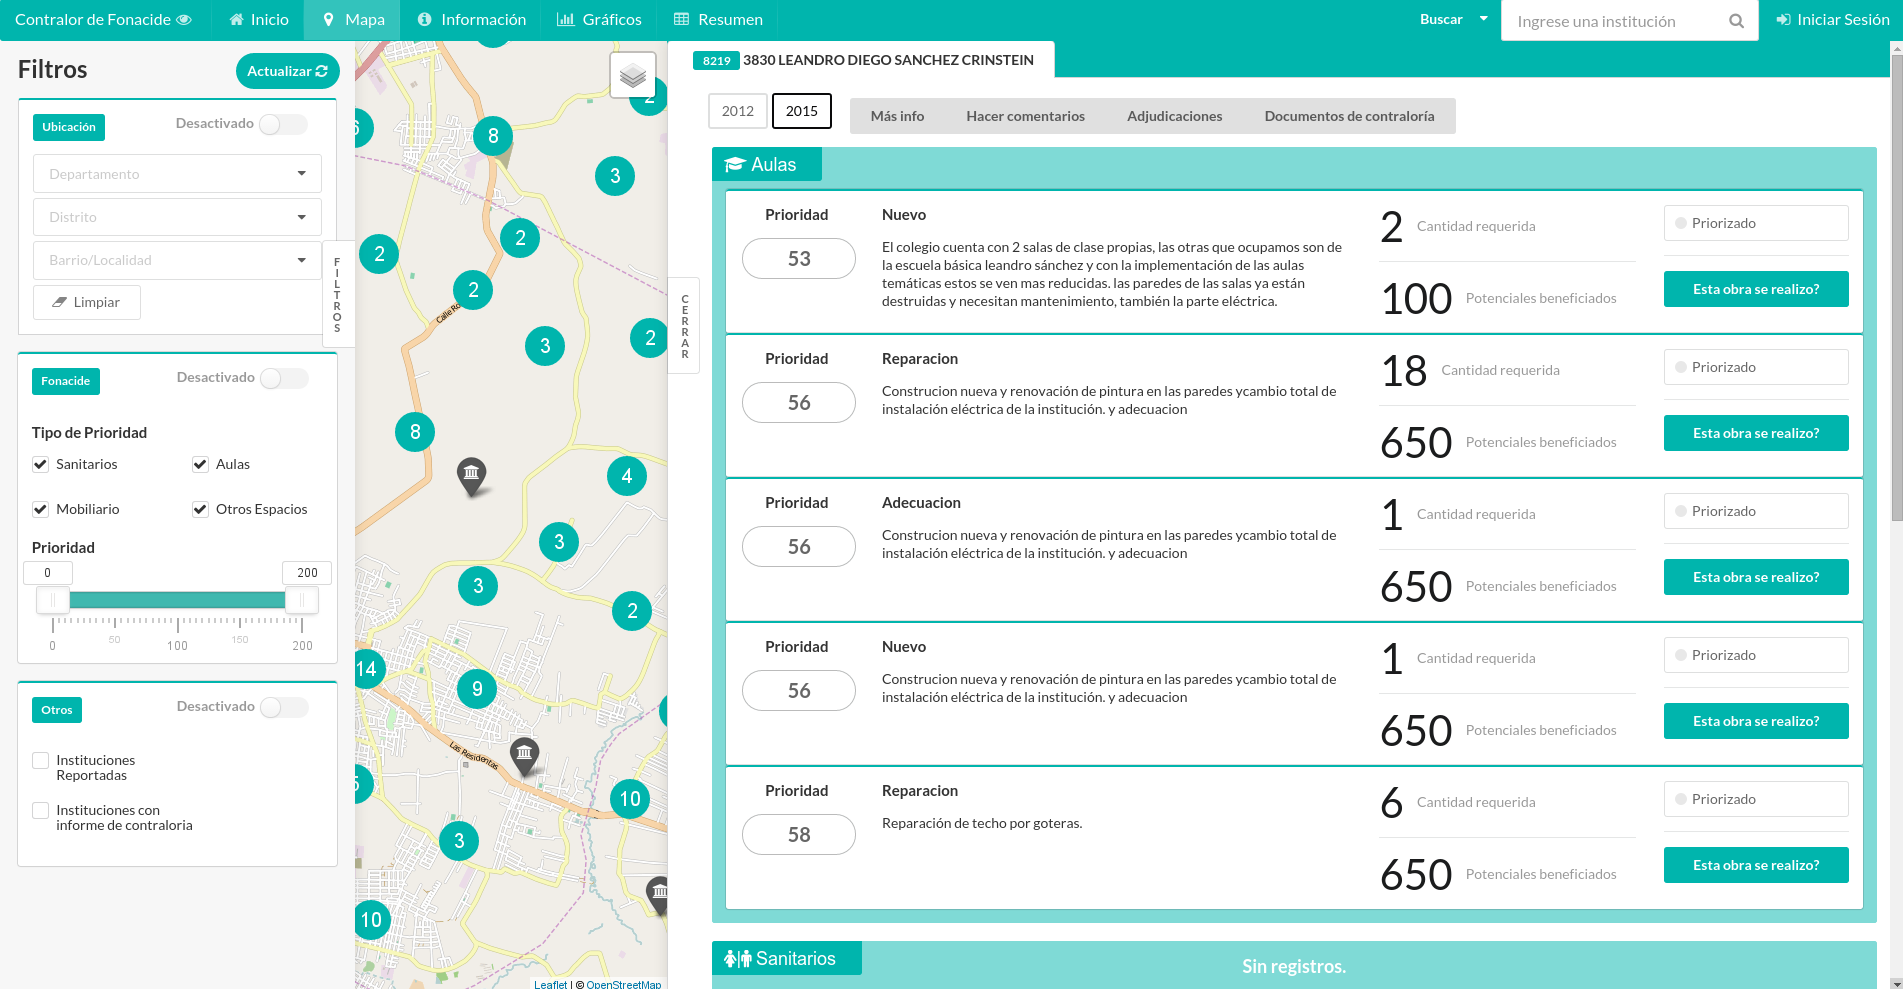 Contralor de Fonacide
Inicio
Mapa
Información
Gráficos
Resumen
Buscar
Ingrese una institución
Iniciar Sesión
Filtros
Actualizar
Ubicación
Desactivado
Departamento
Distrito
Barrio/Localidad
Limpiar
FILTROS
Fonacide
Desactivado
Tipo de Prioridad
Sanitarios
Aulas
Mobiliario
Otros Espacios
Prioridad
0
200
0
50
100
150
200
Otros
Desactivado
Instituciones
Reportadas
Instituciones con
informe de contraloria
2
8
3
2
2
2
Calle
3
2
8
4
3
3
2
14
9
Las Residentas
10
3
10
Leaflet | © OpenStreetMap
CERRAR
8219 3830 LEANDRO DIEGO SANCHEZ CRINSTEIN
2012
2015
Más info
Hacer comentarios
Adjudicaciones
Documentos de contraloría
Aulas
Prioridad
53
Nuevo
El colegio cuenta con 2 salas de clase propias, las otras que ocupamos son de
la escuela básica leandro sánchez y con la implementación de las aulas
temáticas estos se ven mas reducidas. las paredes de las salas ya están
destruidas y necesitan mantenimiento, también la parte eléctrica.
2 Cantidad requerida
100 Potenciales beneficiados
Priorizado
Esta obra se realizo?
Prioridad
56
Reparacion
Construcion nueva y renovación de pintura en las paredes ycambio total de
instalación eléctrica de la institución. y adecuacion
18 Cantidad requerida
650 Potenciales beneficiados
Priorizado
Esta obra se realizo?
Prioridad
56
Adecuacion
Construcion nueva y renovación de pintura en las paredes ycambio total de
instalación eléctrica de la institución. y adecuacion
1 Cantidad requerida
650 Potenciales beneficiados
Priorizado
Esta obra se realizo?
Prioridad
56
Nuevo
Construcion nueva y renovación de pintura en las paredes ycambio total de
instalación eléctrica de la institución. y adecuacion
1 Cantidad requerida
650 Potenciales beneficiados
Priorizado
Esta obra se realizo?
Prioridad
58
Reparacion
Reparación de techo por goteras.
6 Cantidad requerida
650 Potenciales beneficiados
Priorizado
Esta obra se realizo?
Sanitarios
Sin registros.